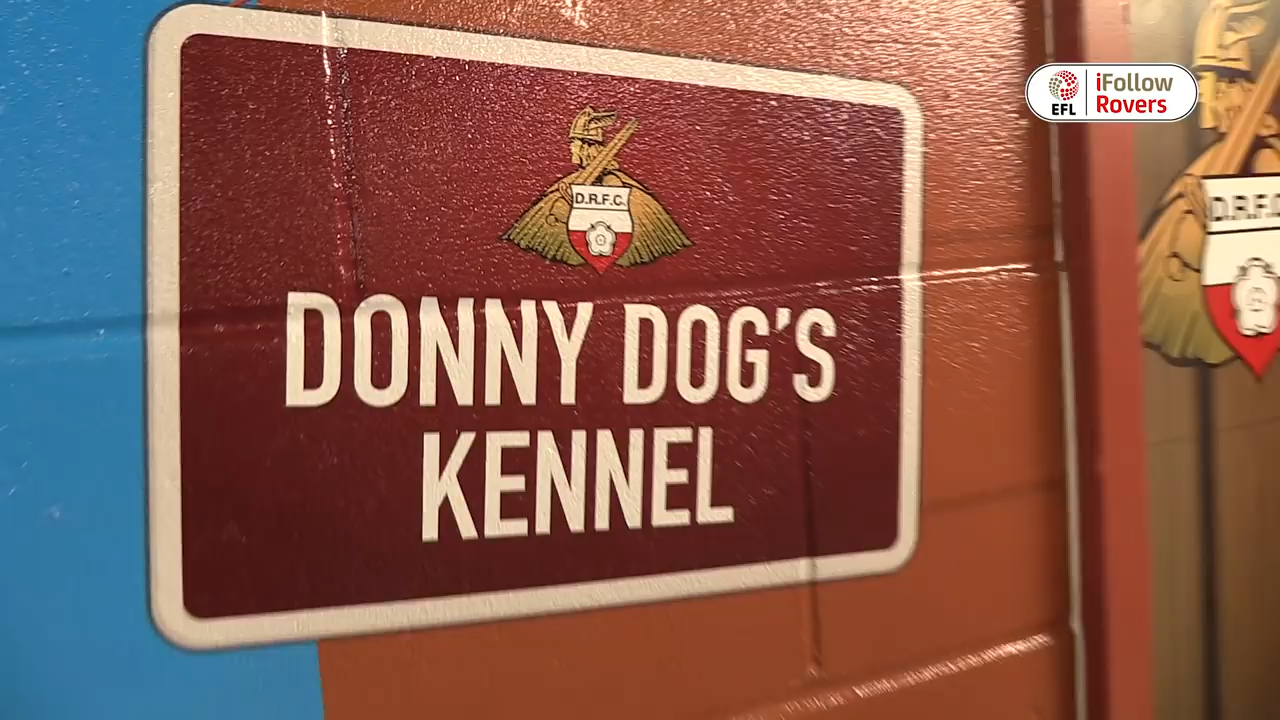 EFL
iFollow
Rovers
D.R.F.C.
DONNY DOG'S
KENNEL
D.R.F.C